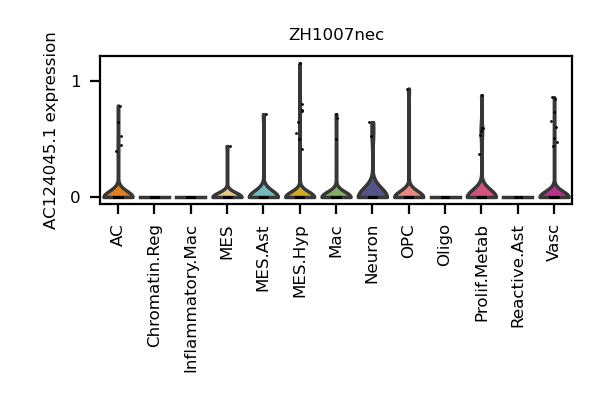 ZH1007nec
AC124045.1 expression
1
0
AC
Chromatin.Reg
Inflammatory.Mac
MES
MES.Ast
MES.Hyp
Mac
Neuron
OPC
Oligo
Prolif.Metab
Reactive.Ast
Vasc